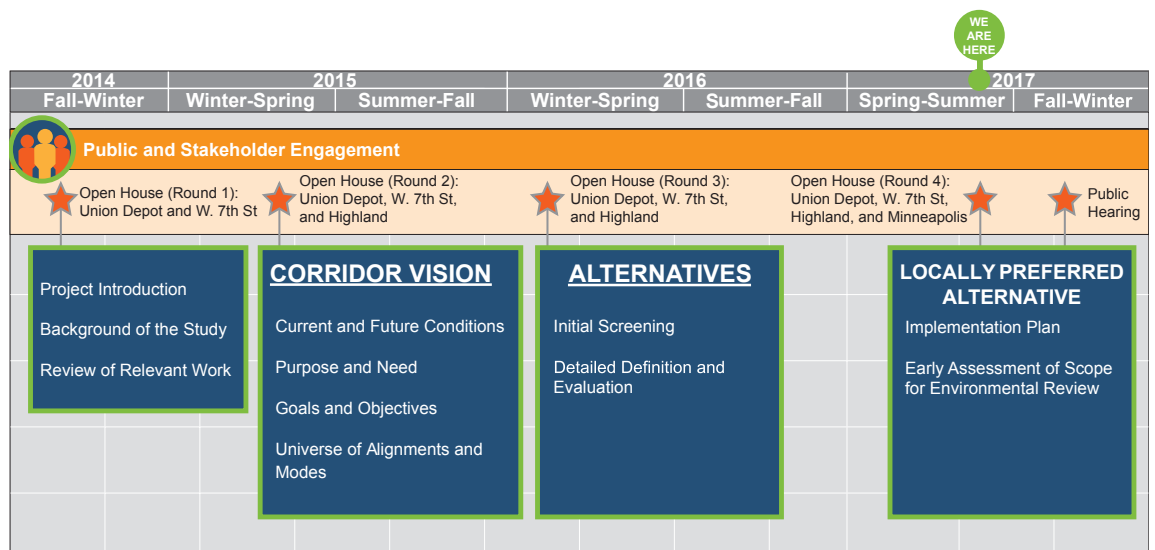 WE
ARE
HERE
2014
2015
2016
2017
Fall-Winter
Winter-Spring
Summer-Fall
Winter-Spring
Summer-Fall
Spring-Summer
Fall-Winter
Public and Stakeholder Engagement
Open House (Round 1):
Union Depot and W. 7th St
Open House (Round 2):
Union Depot, W. 7th St,
and Highland
Open House (Round 3):
Union Depot, W. 7th St,
and Highland
Open House (Round 4):
Union Depot, W. 7th St,
Highland, and Minneapolis
Public
Hearing
Project Introduction
Background of the Study
Review of Relevant Work
CORRIDOR VISION
Current and Future Conditions
Purpose and Need
Goals and Objectives
Universe of Alignments and
Modes
ALTERNATIVES
Initial Screening
Detailed Definition and
Evaluation
LOCALLY PREFERRED
ALTERNATIVE
Implementation Plan
Early Assessment of Scope
for Environmental Review